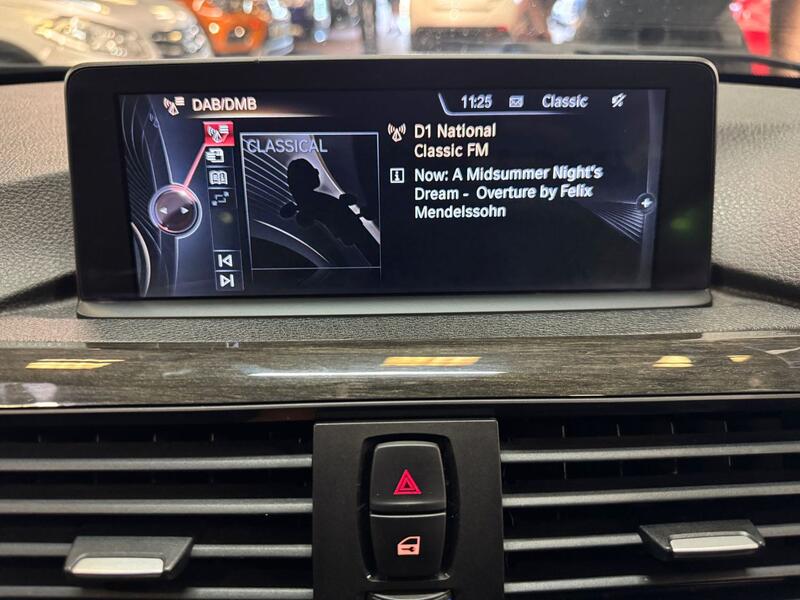 DAB/DMB
11:25
Classic
CLASSICAL
D1 National
Classic FM
Now: A Midsummer Night's
Dream - Overture by Felix
Mendelssohn